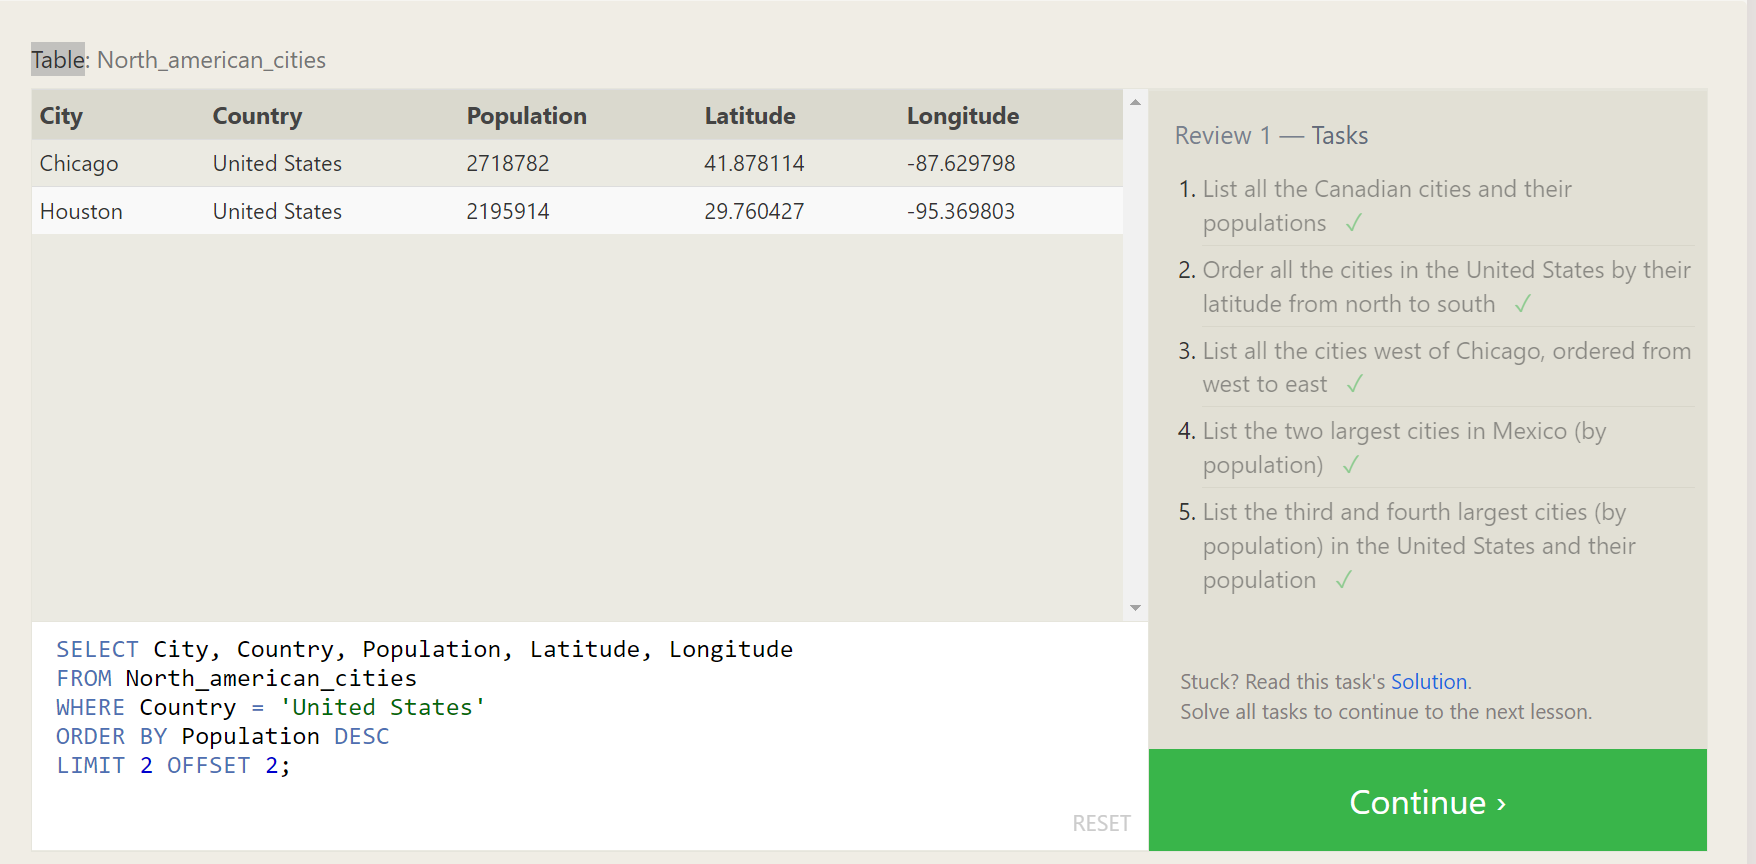 Table: North_american_cities
City Country Population Latitude Longitude
Chicago United States 2718782 41.878114 -87.629798
Houston United States 2195914 29.760427 -95.369803
SELECT City, Country, Population, Latitude, Longitude
FROM North_american_cities
WHERE Country = 'United States'
ORDER BY Population DESC
LIMIT 2 OFFSET 2;
RESET
Review 1 — Tasks
1. List all the Canadian cities and their
populations ✓
2. Order all the cities in the United States by their
latitude from north to south ✓
3. List all the cities west of Chicago, ordered from
west to east ✓
4. List the two largest cities in Mexico (by
population) ✓
5. List the third and fourth largest cities (by
population) in the United States and their
population ✓
Stuck? Read this task's Solution.
Solve all tasks to continue to the next lesson.
Continue ›